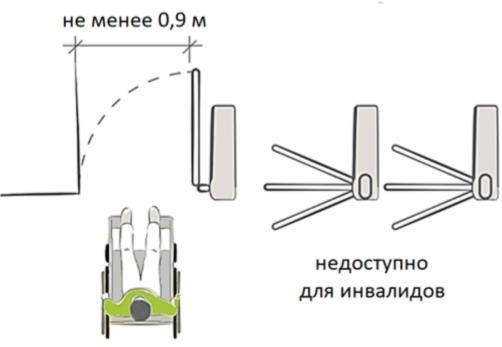 не менее 0,9 м
недоступно
для инвалидов